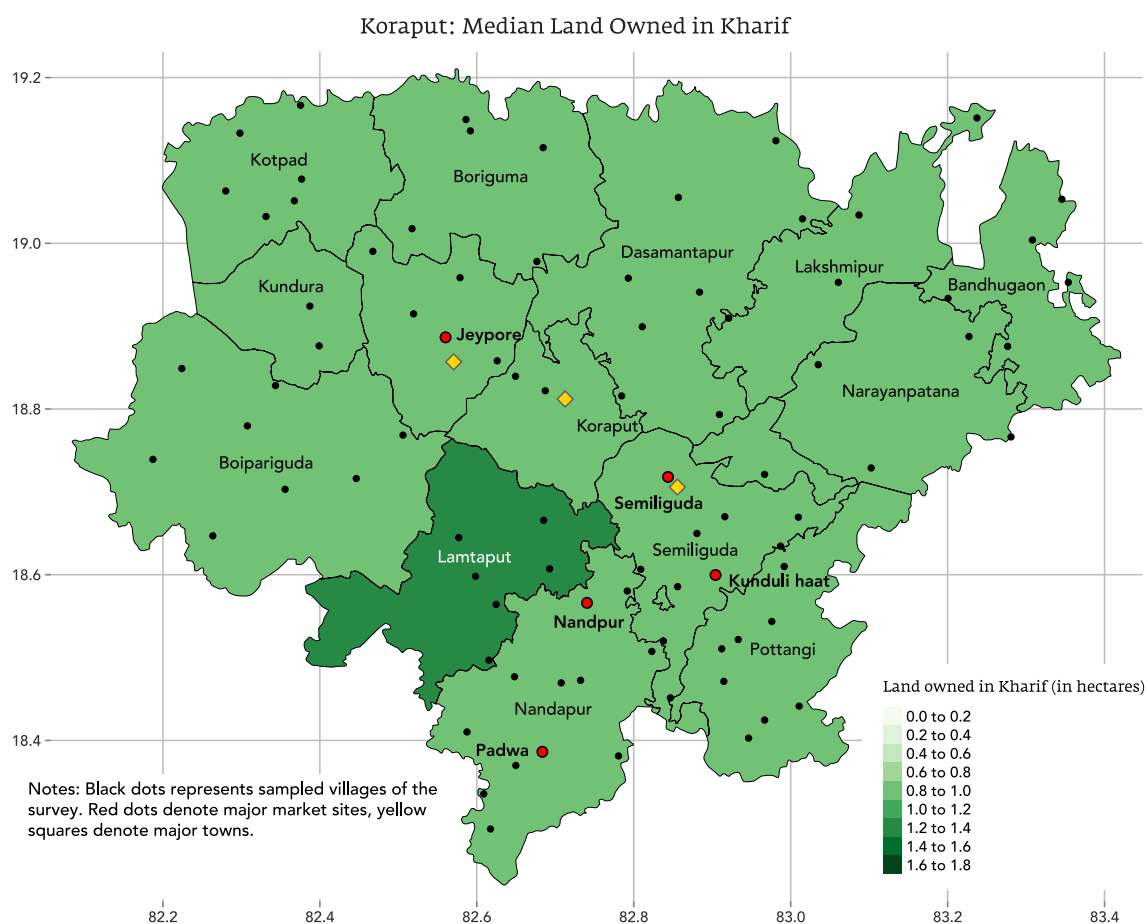 Koraput: Median Land Owned in Kharif
19.2
Kotpad
Boriguma
19.0
Dasamantapur
Lakshmipur
Kundura
Bandhugaon
Jeypore
18.8
Narayanpatana
Koraput
Boipariguda
Semiliguda
Lamtaput
Semiliguda
18.6
Kunduli haat
Nandpur
Pottangi
Nandapur
18.4
Padwa
Land owned in Kharif (in hectares)
0.0 to 0.2
0.2 to 0.4
0.4 to 0.6
0.6 to 0.8
0.8 to 1.0
1.0 to 1.2
1.2 to 1.4
1.4 to 1.6
1.6 to 1.8
Notes: Black dots represents sampled villages of the
survey. Red dots denote major market sites, yellow
squares denote major towns.
82.2 82.4 82.6 82.8 83.0 83.2 83.4